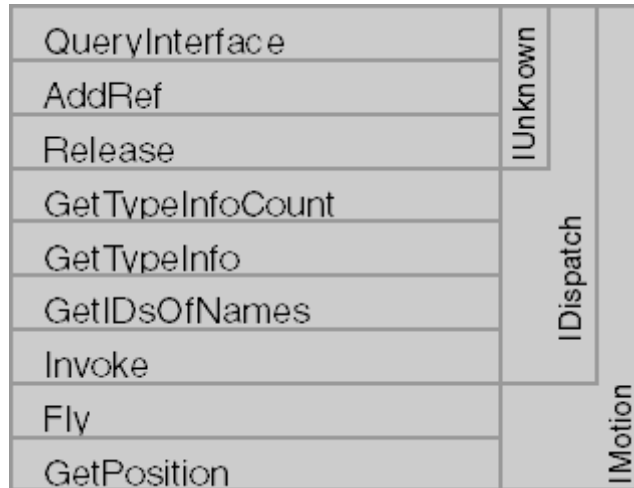 QueryInterface
AddRef
Release
GetTypeInfoCount
GetTypeInfo
GetIDsOfNames
Invoke
Fly
GetPosition
IUnknown
IDispatch
IMotion